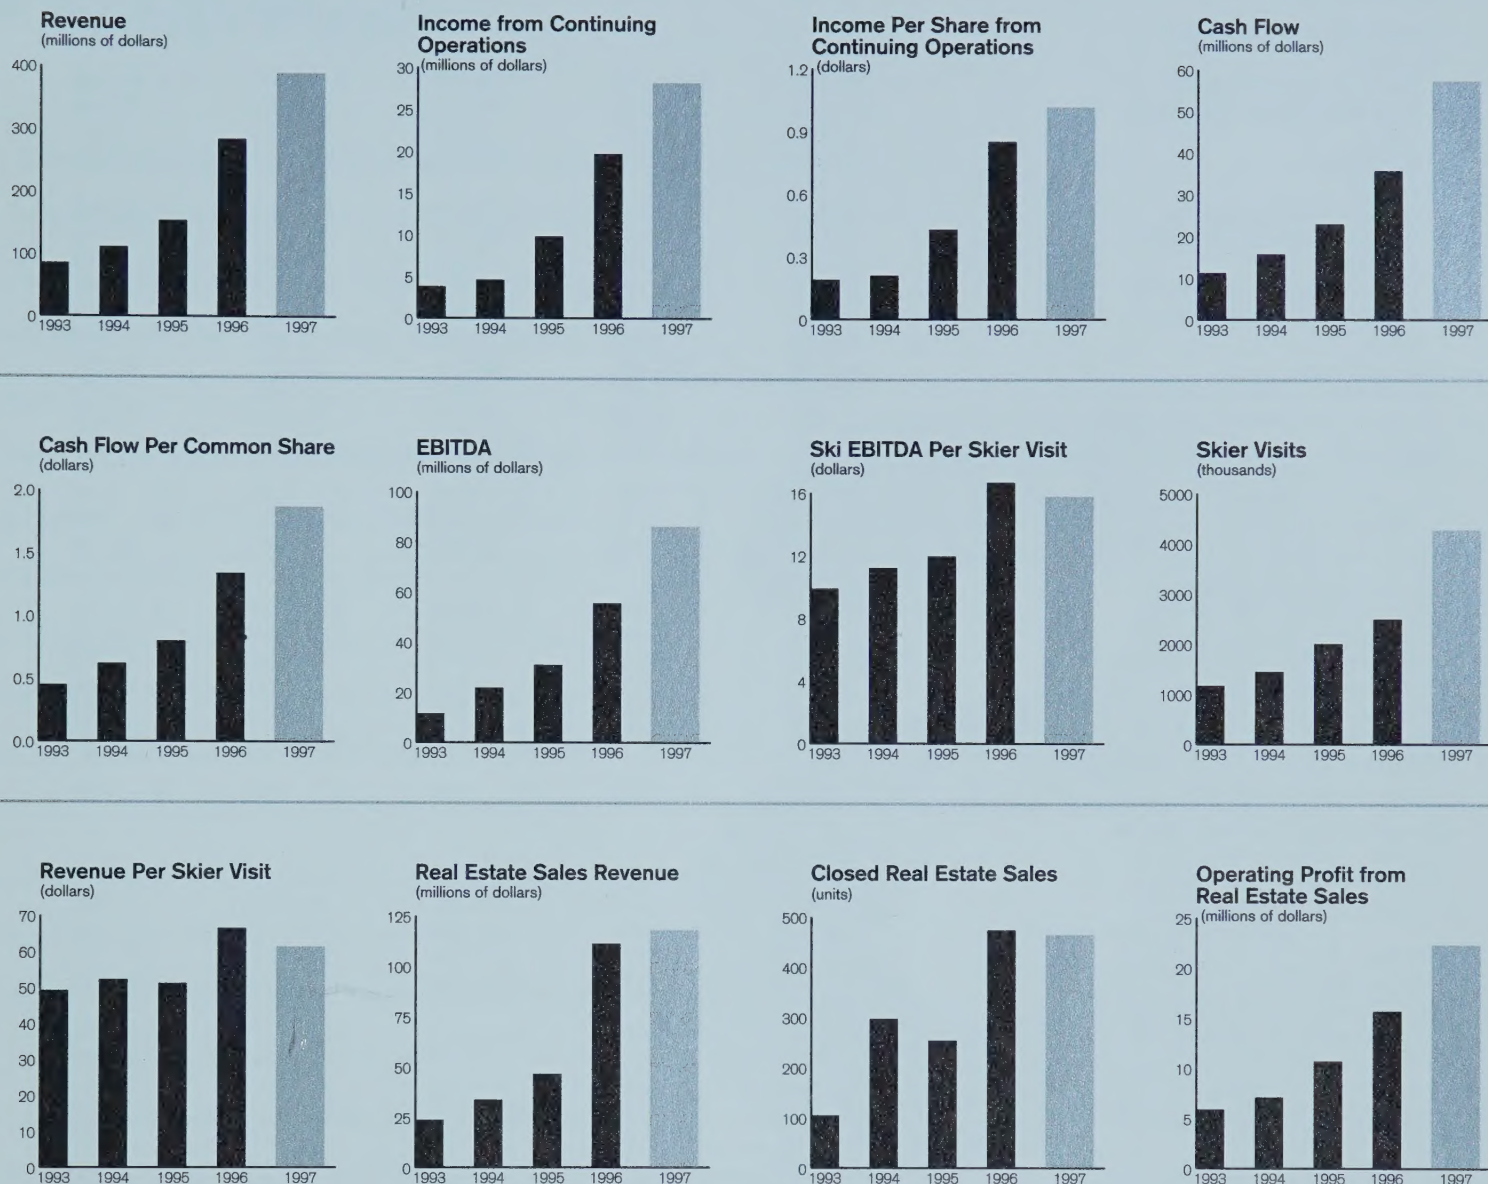 Revenue
(millions of dollars)
400
300
200
100
0
1993 1994 1995 1996 1997
Income from Continuing
Operations
(millions of dollars)
30
25
20
15
10
5
0
1993 1994 1995 1996 1997
Income Per Share from
Continuing Operations
(dollars)
1.2
0.9
0.6
0.3
0
1993 1994 1995 1996 1997
Cash Flow
(millions of dollars)
60
50
40
30
20
10
0
1993 1994 1995 1996 1997
Cash Flow Per Common Share
(dollars)
2.0
1.5
1.0
0.5
0.0
1993 1994 1995 1996 1997
EBITDA
(millions of dollars)
100
80
60
40
20
0
1993 1994 1995 1996 1997
Ski EBITDA Per Skier Visit
(dollars)
16
12
8
4
0
1993 1994 1995 1996 1997
Skier Visits
(thousands)
5000
4000
3000
2000
1000
0
1993 1994 1995 1996 1997
Revenue Per Skier Visit
(dollars)
70
60
50
40
30
20
10
0
1993 1994 1995 1996 1997
Real Estate Sales Revenue
(millions of dollars)
125
100
75
50
25
0
1993 1994 1995 1996 1997
Closed Real Estate Sales
(units)
500
400
300
200
100
0
1993 1994 1995 1996 1997
Operating Profit from
Real Estate Sales
(millions of dollars)
25
20
15
10
5
0
1993 1994 1995 1996 1997